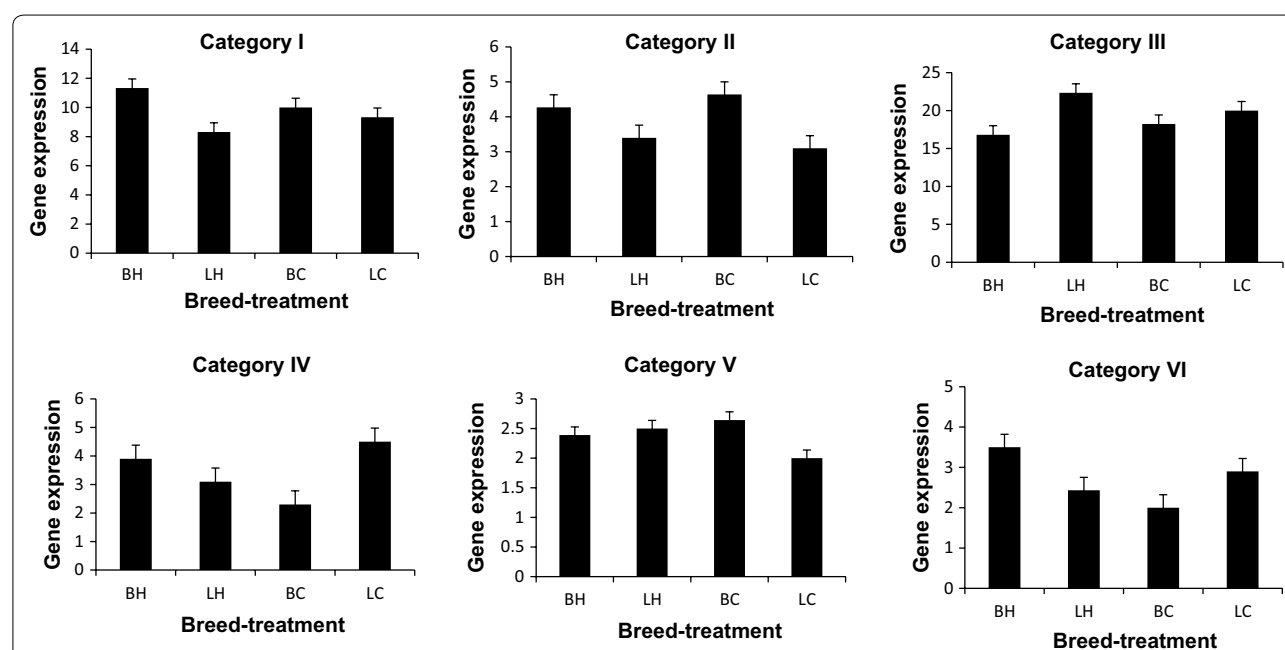 Category I
Gene expression
14
12
10
8
6
4
2
0
BH LH BC LC
Breed-treatment
Category II
Gene expression
6
5
4
3
2
1
0
BH LH BC LC
Breed-treatment
Category III
Gene expression
25
20
15
10
5
0
BH LH BC LC
Breed-treatment
Category IV
Gene expression
6
5
4
3
2
1
0
BH LH BC LC
Breed-treatment
Category V
Gene expression
3
2.5
2
1.5
1
0.5
0
BH LH BC LC
Breed-treatment
Category VI
Gene expression
5
4
3
2
1
0
BH LH BC LC
Breed-treatment